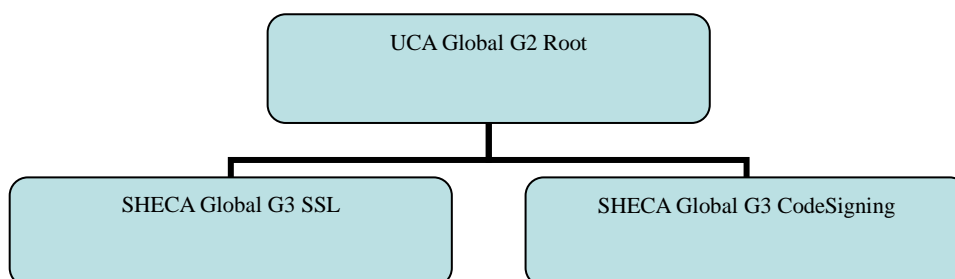 UCA Global G2 Root
SHECA Global G3 SSL
SHECA Global G3 CodeSigning